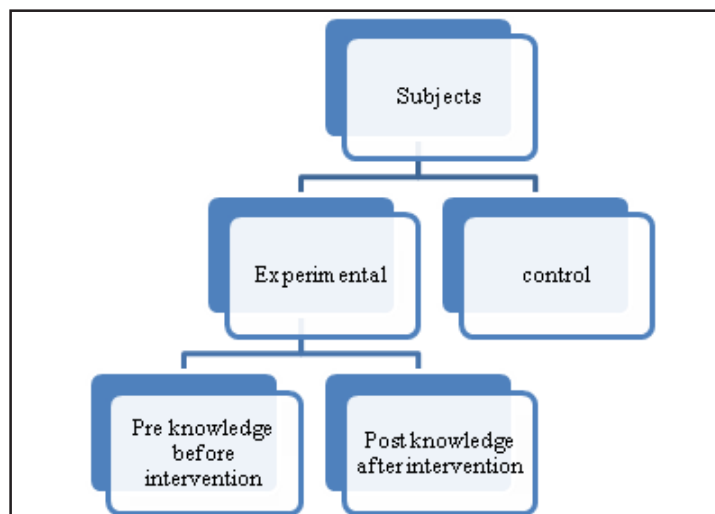 Subjects
Experimental
control
Pre knowledge
before
intervention
Post knowledge
after intervention